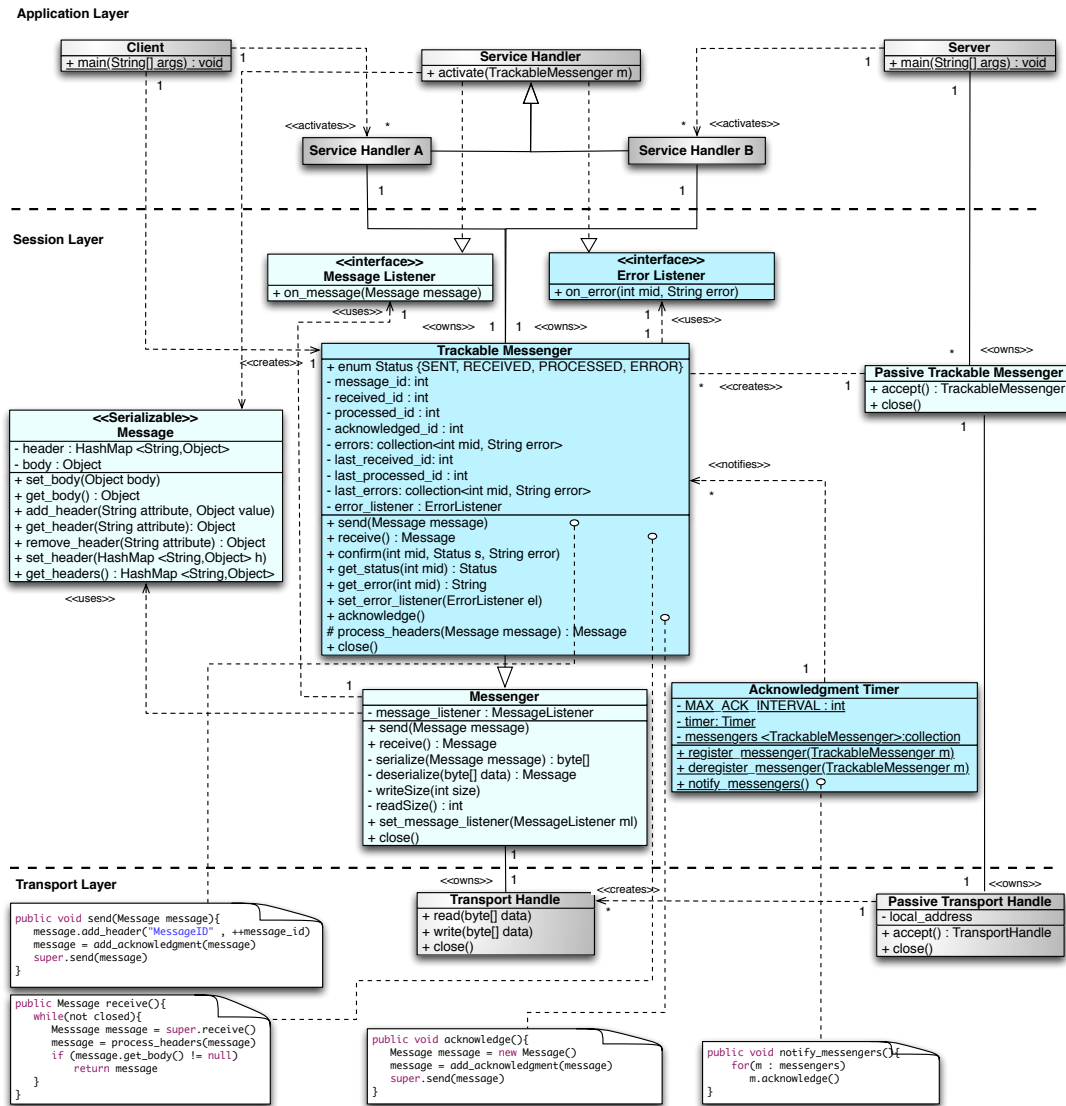 Application Layer
Client
+ main(String[] args) : void
1
1
Service Handler
+ activate(TrackableMessenger m)
Server
+ main(String[] args) : void
1
1
<<activates>>
*
Service Handler A
1
<<activates>>
*
Service Handler B
1
Session Layer
<<interface>>
Message Listener
+ on_message(Message message)
<<interface>>
Error Listener
+ on_error(int mid, String error)
<<uses>>
1
<<owns>>
1
1
<<owns>>
1
1
<<uses>>
<<creates>>
1
Trackable Messenger
+ enum Status {SENT, RECEIVED, PROCESSED, ERROR}
- message_id: int
- received_id : int
- processed_id : int
- acknowledged_id : int
- errors: collection<int mid, String error>
- last_received_id: int
- last_processed_id : int
- last_errors: collection<int mid, String error>
- error_listener : ErrorListener
+ send(Message message)
+ receive() : Message
+ confirm(int mid, Status s, String error)
+ get_status(int mid) : Status
+ get_error(int mid) : String
+ set_error_listener(ErrorListener el)
+ acknowledge()
# process_headers(Message message) : Message
+ close()
*
<<creates>>
1
*
<<owns>>
Passive Trackable Messenger
+ accept() : TrackableMessenger
+ close()
1
<<Serializable>>
Message
- header : HashMap <String,Object>
- body : Object
+ set_body(Object body)
+ get_body() : Object
+ add_header(String attribute, Object value)
+ get_header(String attribute): Object
+ remove_header(String attribute) : Object
+ set_header(HashMap <String,Object> h)
+ get_headers() : HashMap <String,Object>
<<uses>>
<<notifies>>
*
1
1
Messenger
- message_listener : MessageListener
+ send(Message message)
+ receive() : Message
- serialize(Message message) : byte[]
- deserialize(byte[] data) : Message
- writeSize(int size)
- readSize() : int
+ set_message_listener(MessageListener ml)
+ close()
1
Acknowledgment Timer
- MAX_ACK_INTERVAL : int
- timer: Timer
- messengers <TrackableMessenger>:collection
+ register_messenger(TrackableMessenger m)
+ deregister_messenger(TrackableMessenger m)
+ notify_messengers()
Transport Layer
<<owns>>
1
Transport Handle
+ read(byte[] data)
+ write(byte[] data)
+ close()
<<creates>>
*
1
1
<<owns>>
Passive Transport Handle
- local_address
+ accept() : TransportHandle
+ close()
public void send(Message message){
message.add_header("MessageID" , ++message_id)
message = add_acknowledgment(message)
super.send(message)
}
public Message receive(){
while(not closed){
Messsage message = super.receive()
message = process_headers(message)
if (message.get_body() != null)
return message
}
}
public void acknowledge(){
Message message = new Message()
message = add_acknowledgment(message)
super.send(message)
}
public void notify_messengers(){
for(m : messengers)
m.acknowledge()
}